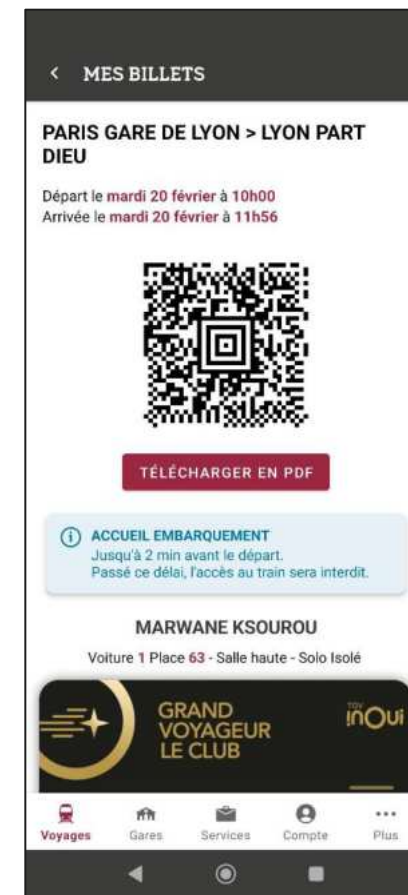 MES BILLETS
PARIS GARE DE LYON > LYON PART
DIEU
Départ le mardi 20 février à 10h00
Arrivée le mardi 20 février à 11h56
TÉLÉCHARGER EN PDF
ACCUEIL EMBARQUEMENT
Jusqu'à 2 min avant le départ.
Passé ce délai, l'accès au train sera interdit.
MARWANE KSOUROU
Voiture 1 Place 63 - Salle haute - Solo Isolé
GRAND
VOYAGEUR
LE CLUB
TGV
inOui
Voyages
Gares
Services
Compte
Plus